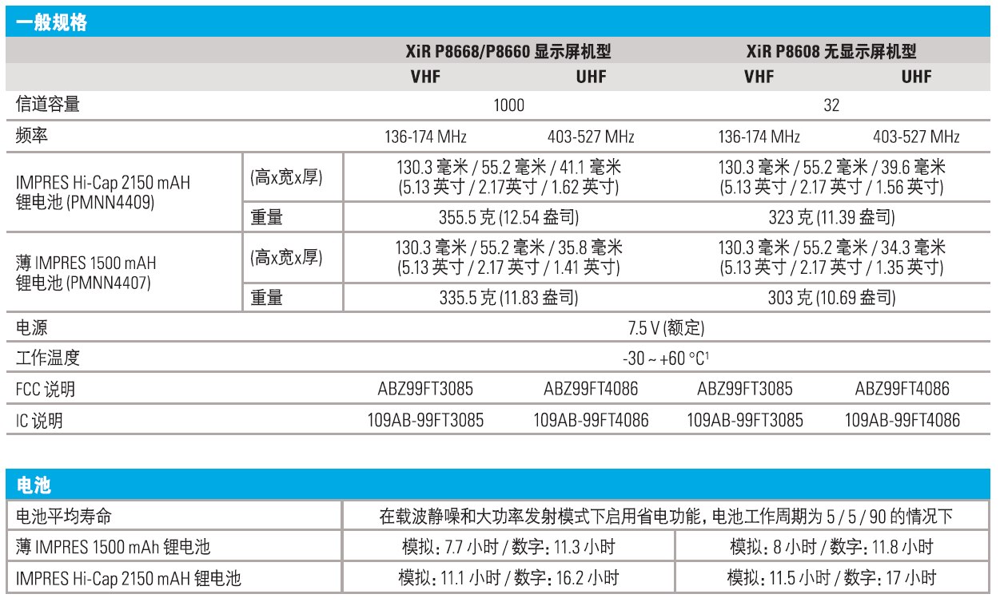 一般规格
XiR P8668/P8660 显示屏机型 XiR P8608 无显示屏机型
VHF UHF VHF UHF
信道容量 1000 32
频率 136-174 MHz 403-527 MHz 136-174 MHz 403-527 MHz
IMPRES Hi-Cap 2150 mAH
锂电池 (PMNN4409)
(高x宽x厚)
130.3 毫米 / 55.2 毫米 / 41.1 毫米
(5.13 英寸 / 2.17英寸 / 1.62 英寸)
130.3 毫米 / 55.2 毫米 / 39.6 毫米
(5.13 英寸 / 2.17 英寸 / 1.56 英寸)
重量 355.5 克 (12.54 盎司) 323 克 (11.39 盎司)
薄 IMPRES 1500 mAH
锂电池 (PMNN4407)
(高x宽x厚)
130.3 毫米 / 55.2 毫米 / 35.8 毫米
(5.13 英寸 / 2.17 英寸 / 1.41 英寸)
130.3 毫米 / 55.2 毫米 / 34.3 毫米
(5.13 英寸 / 2.17 英寸 / 1.35 英寸)
重量 335.5 克 (11.83 盎司) 303 克 (10.69 盎司)
电源 7.5 V (额定)
工作温度 -30 ~ +60 °C¹
FCC 说明 ABZ99FT3085 ABZ99FT4086 ABZ99FT3085 ABZ99FT4086
IC 说明 109AB-99FT3085 109AB-99FT4086 109AB-99FT3085 109AB-99FT4086
电池
电池平均寿命 在载波静噪和大功率发射模式下启用省电功能, 电池工作周期为 5 / 5 / 90 的情况下
薄 IMPRES 1500 mAh 锂电池 模拟: 7.7 小时 / 数字: 11.3 小时 模拟: 8 小时 / 数字: 11.8 小时
IMPRES Hi-Cap 2150 mAH 锂电池 模拟: 11.1 小时 / 数字: 16.2 小时 模拟: 11.5 小时 / 数字: 17 小时